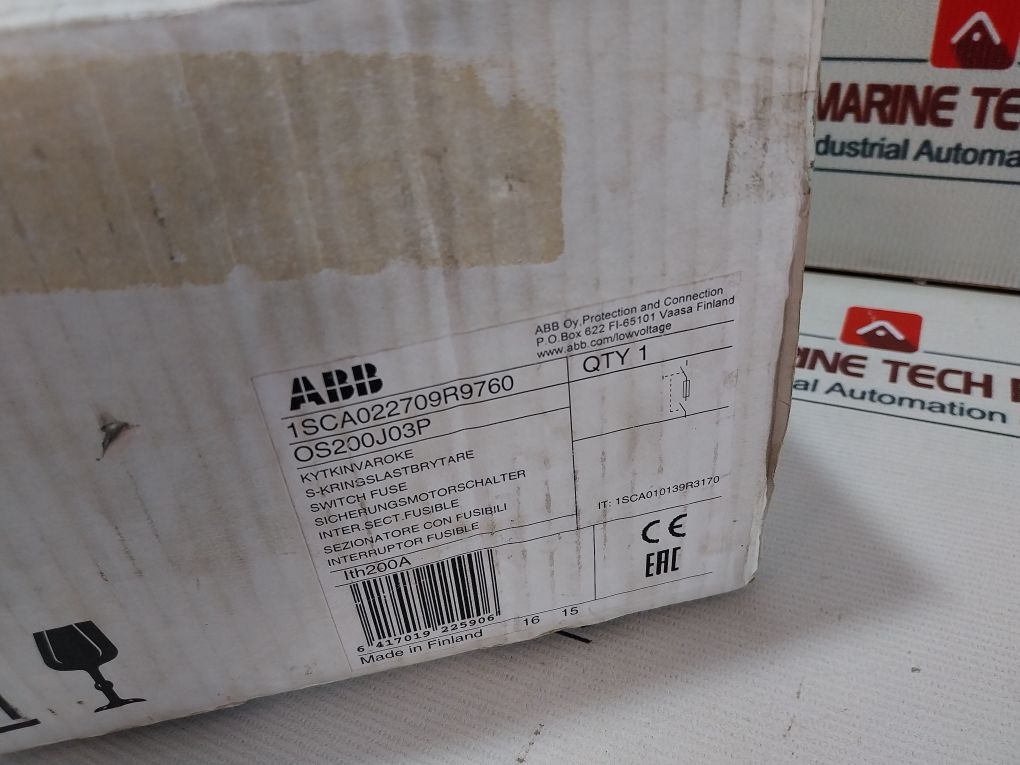 MARINE TE
dustrial Automa
INE TECH
al Automation
ABB
ABB Oy,Protection and Connection
P.O.Box 622 FI-65101 Vaasa Finland
www.abb.com/lowvoltage
1SCA022709R9760
QTY 1
OS200J03P
KYTKINVAROKE
S-KRINGSLASTBRYTARE
SWITCH FUSE
SICHERUNGSMOTORSCHALTER
INTER.SECT.FUSIBLE
SEZIONATORE CON FUSIBILI
INTERRUPTOR FUSIBLE
IT: 1SCA010139R3170
Ith200A
CE
EAC
6 417019 225906
Made in Finland
16 15